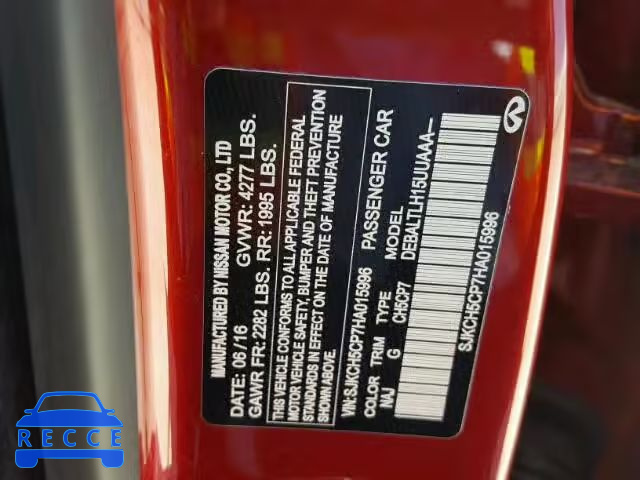 MANUFACTURED BY NISSAN MOTOR CO., LTD
DATE: 06/16 GVWR: 4277 LBS.
GAWR FR: 2282 LBS. RR: 1995 LBS.
THIS VEHICLE CONFORMS TO ALL APPLICABLE FEDERAL
MOTOR VEHICLE SAFETY, BUMPER AND THEFT PREVENTION
STANDARDS IN EFFECT ON THE DATE OF MANUFACTURE
SHOWN ABOVE.
VIN: SJKCH5CP7HA015996 PASSENGER CAR
COLOR TRIM TYPE MODEL
NAJ G CH5CP7 DEBALTLH15UUAAA--
SJKCH5CP7HA015996
RECCE